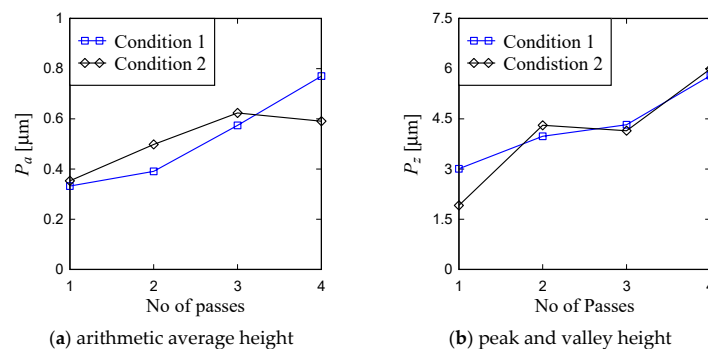 1
0.8
0.6
0.4
0.2
0
Pa [μm]
Condition 1
Condition 2
1 2 3 4
No of passes
(a) arithmetic average height
7.5
6
4.5
3
1.5
0
Pz [μm]
Condition 1
Condistion 2
1 2 3 4
No of Passes
(b) peak and valley height